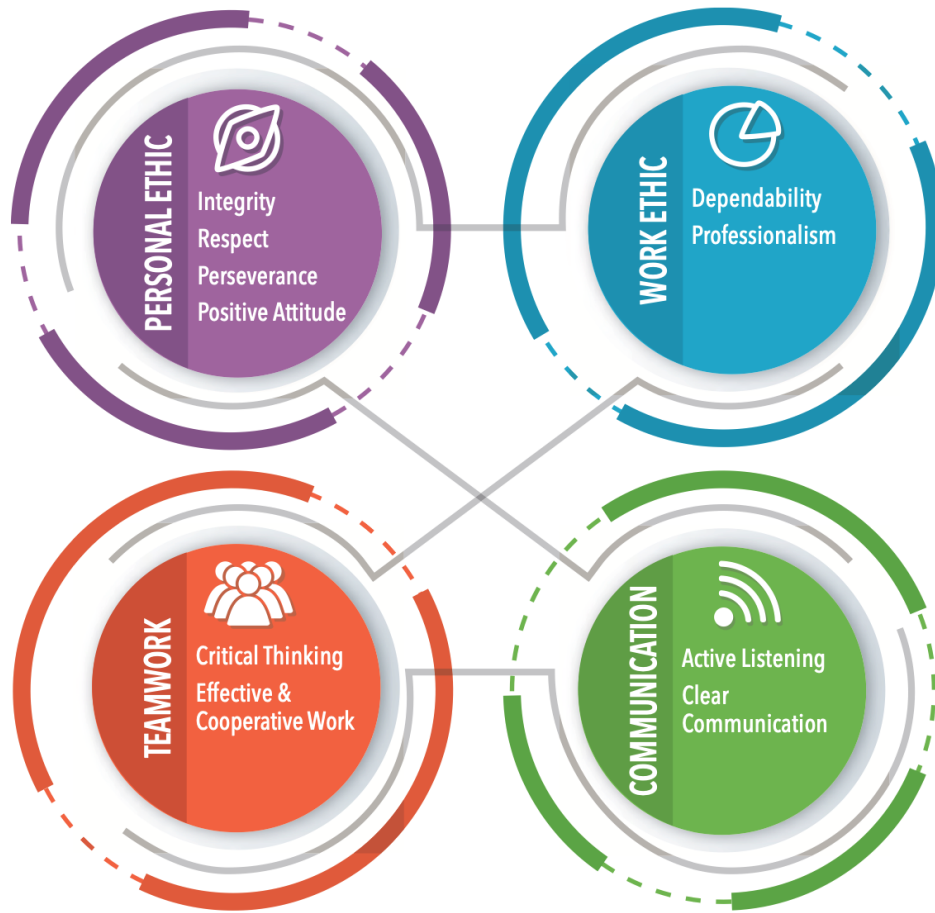 PERSONAL ETHIC
Integrity
Respect
Perseverance
Positive Attitude
WORK ETHIC
Dependability
Professionalism
TEAMWORK
Critical Thinking
Effective &
Cooperative Work
COMMUNICATION
Active Listening
Clear
Communication